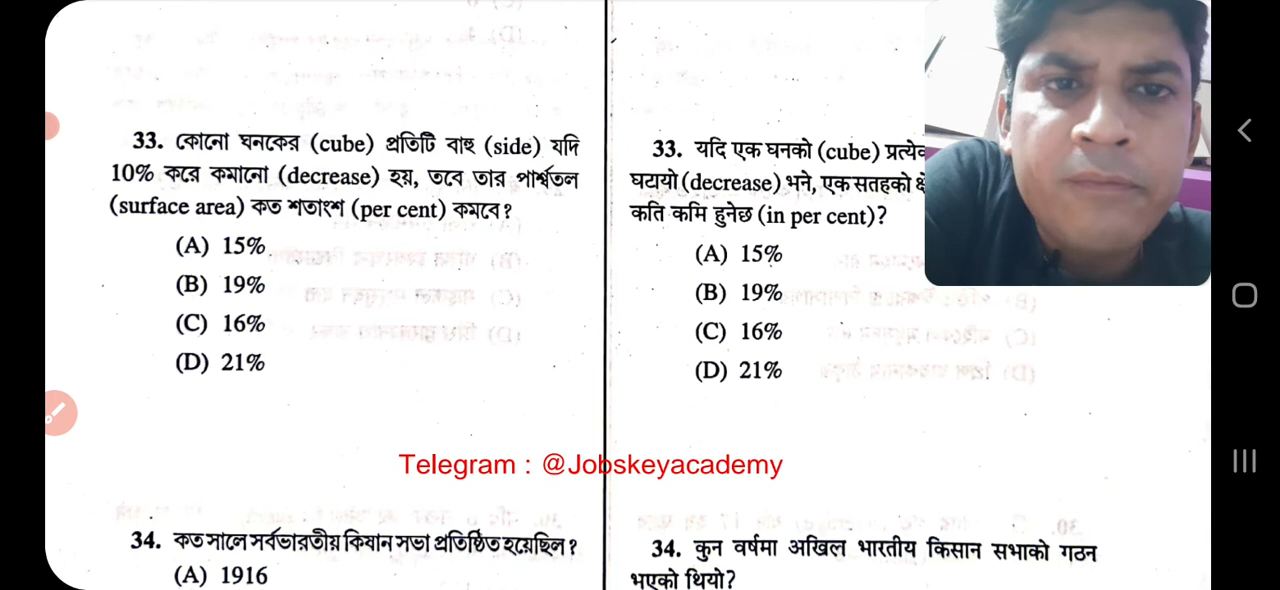 33. কোনো ঘনকের (cube) প্রতিটি বাহু (side) যদি
10% করে কমানো (decrease) হয়, তবে তার পার্শ্বতল
(surface area) কত শতাংশ (per cent) কমবে?
(A) 15%
(B) 19%
(C) 16%
(D) 21%
33. यदि एक घनको (cube)
घटायो (decrease) भने, एक सतहको
कति कमि हुनेछ (in per cent)?
(A) 15%
(B) 19%
(C) 16%
(D) 21%
Telegram : @Jobskeyacademy
34. কত সালে সর্বভারতীয় কিষান সভা প্রতিষ্ঠিত হয়েছিল?
(A) 1916
34. कुन वर्षमा अखिल भारतीय किसान सभाको गठन
भएको थियो?